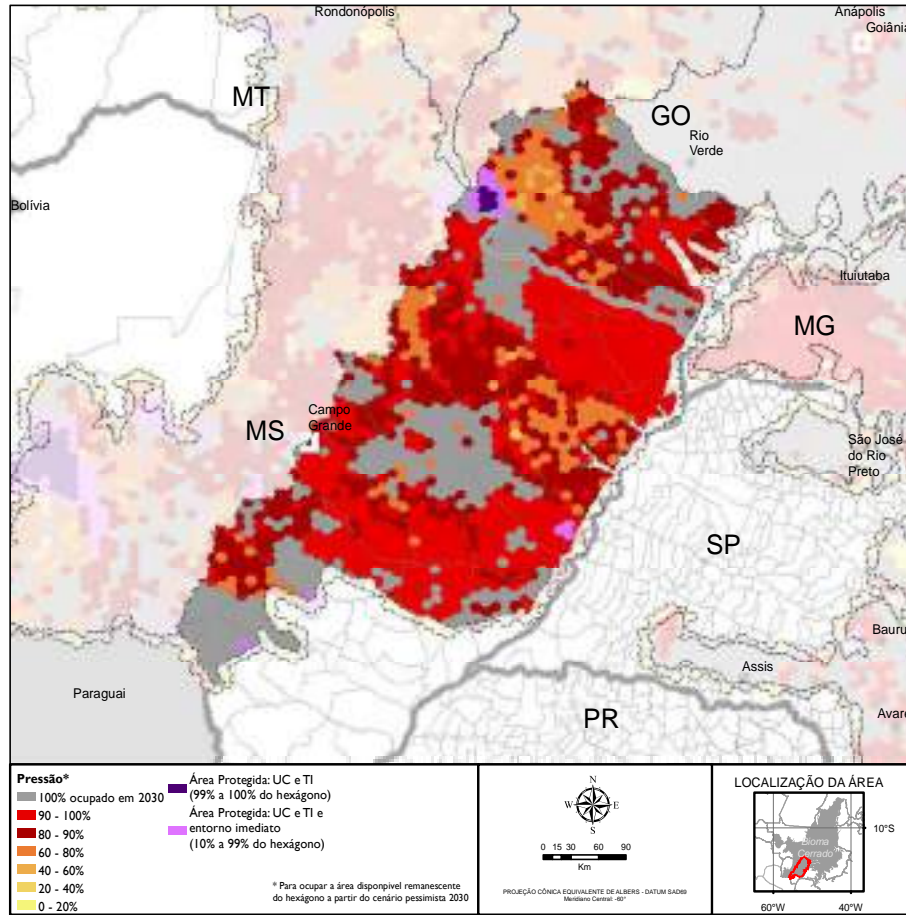 Rondonópolis
Anápolis
Goiânia
MT
GO
Rio
Verde
Bolívia
Ituiutaba
MG
Campo
Grande
MS
São José
do Rio
Preto
SP
Bauru
Assis
Paraguai
Avaré
PR
Pressão*
100% ocupado em 2030
90 - 100%
80 - 90%
60 - 80%
40 - 60%
20 - 40%
0 - 20%
Área Protegida: UC e TI
(99% a 100% do hexágono)
Área Protegida: UC e TI e
entorno imediato
(10% a 99% do hexágono)
* Para ocupar a área disponpível remanescente
do hexágono a partir do cenário pessimista 2030
N
W E
S
0 15 30 60 90
Km
PROJEÇÃO CÔNICA EQUIVALENTE DE ALBERS - DATUM SAD69
Meridiano Central: -60°
LOCALIZAÇÃO DA ÁREA
Bioma
Cerrado
10°S
60°W 40°W